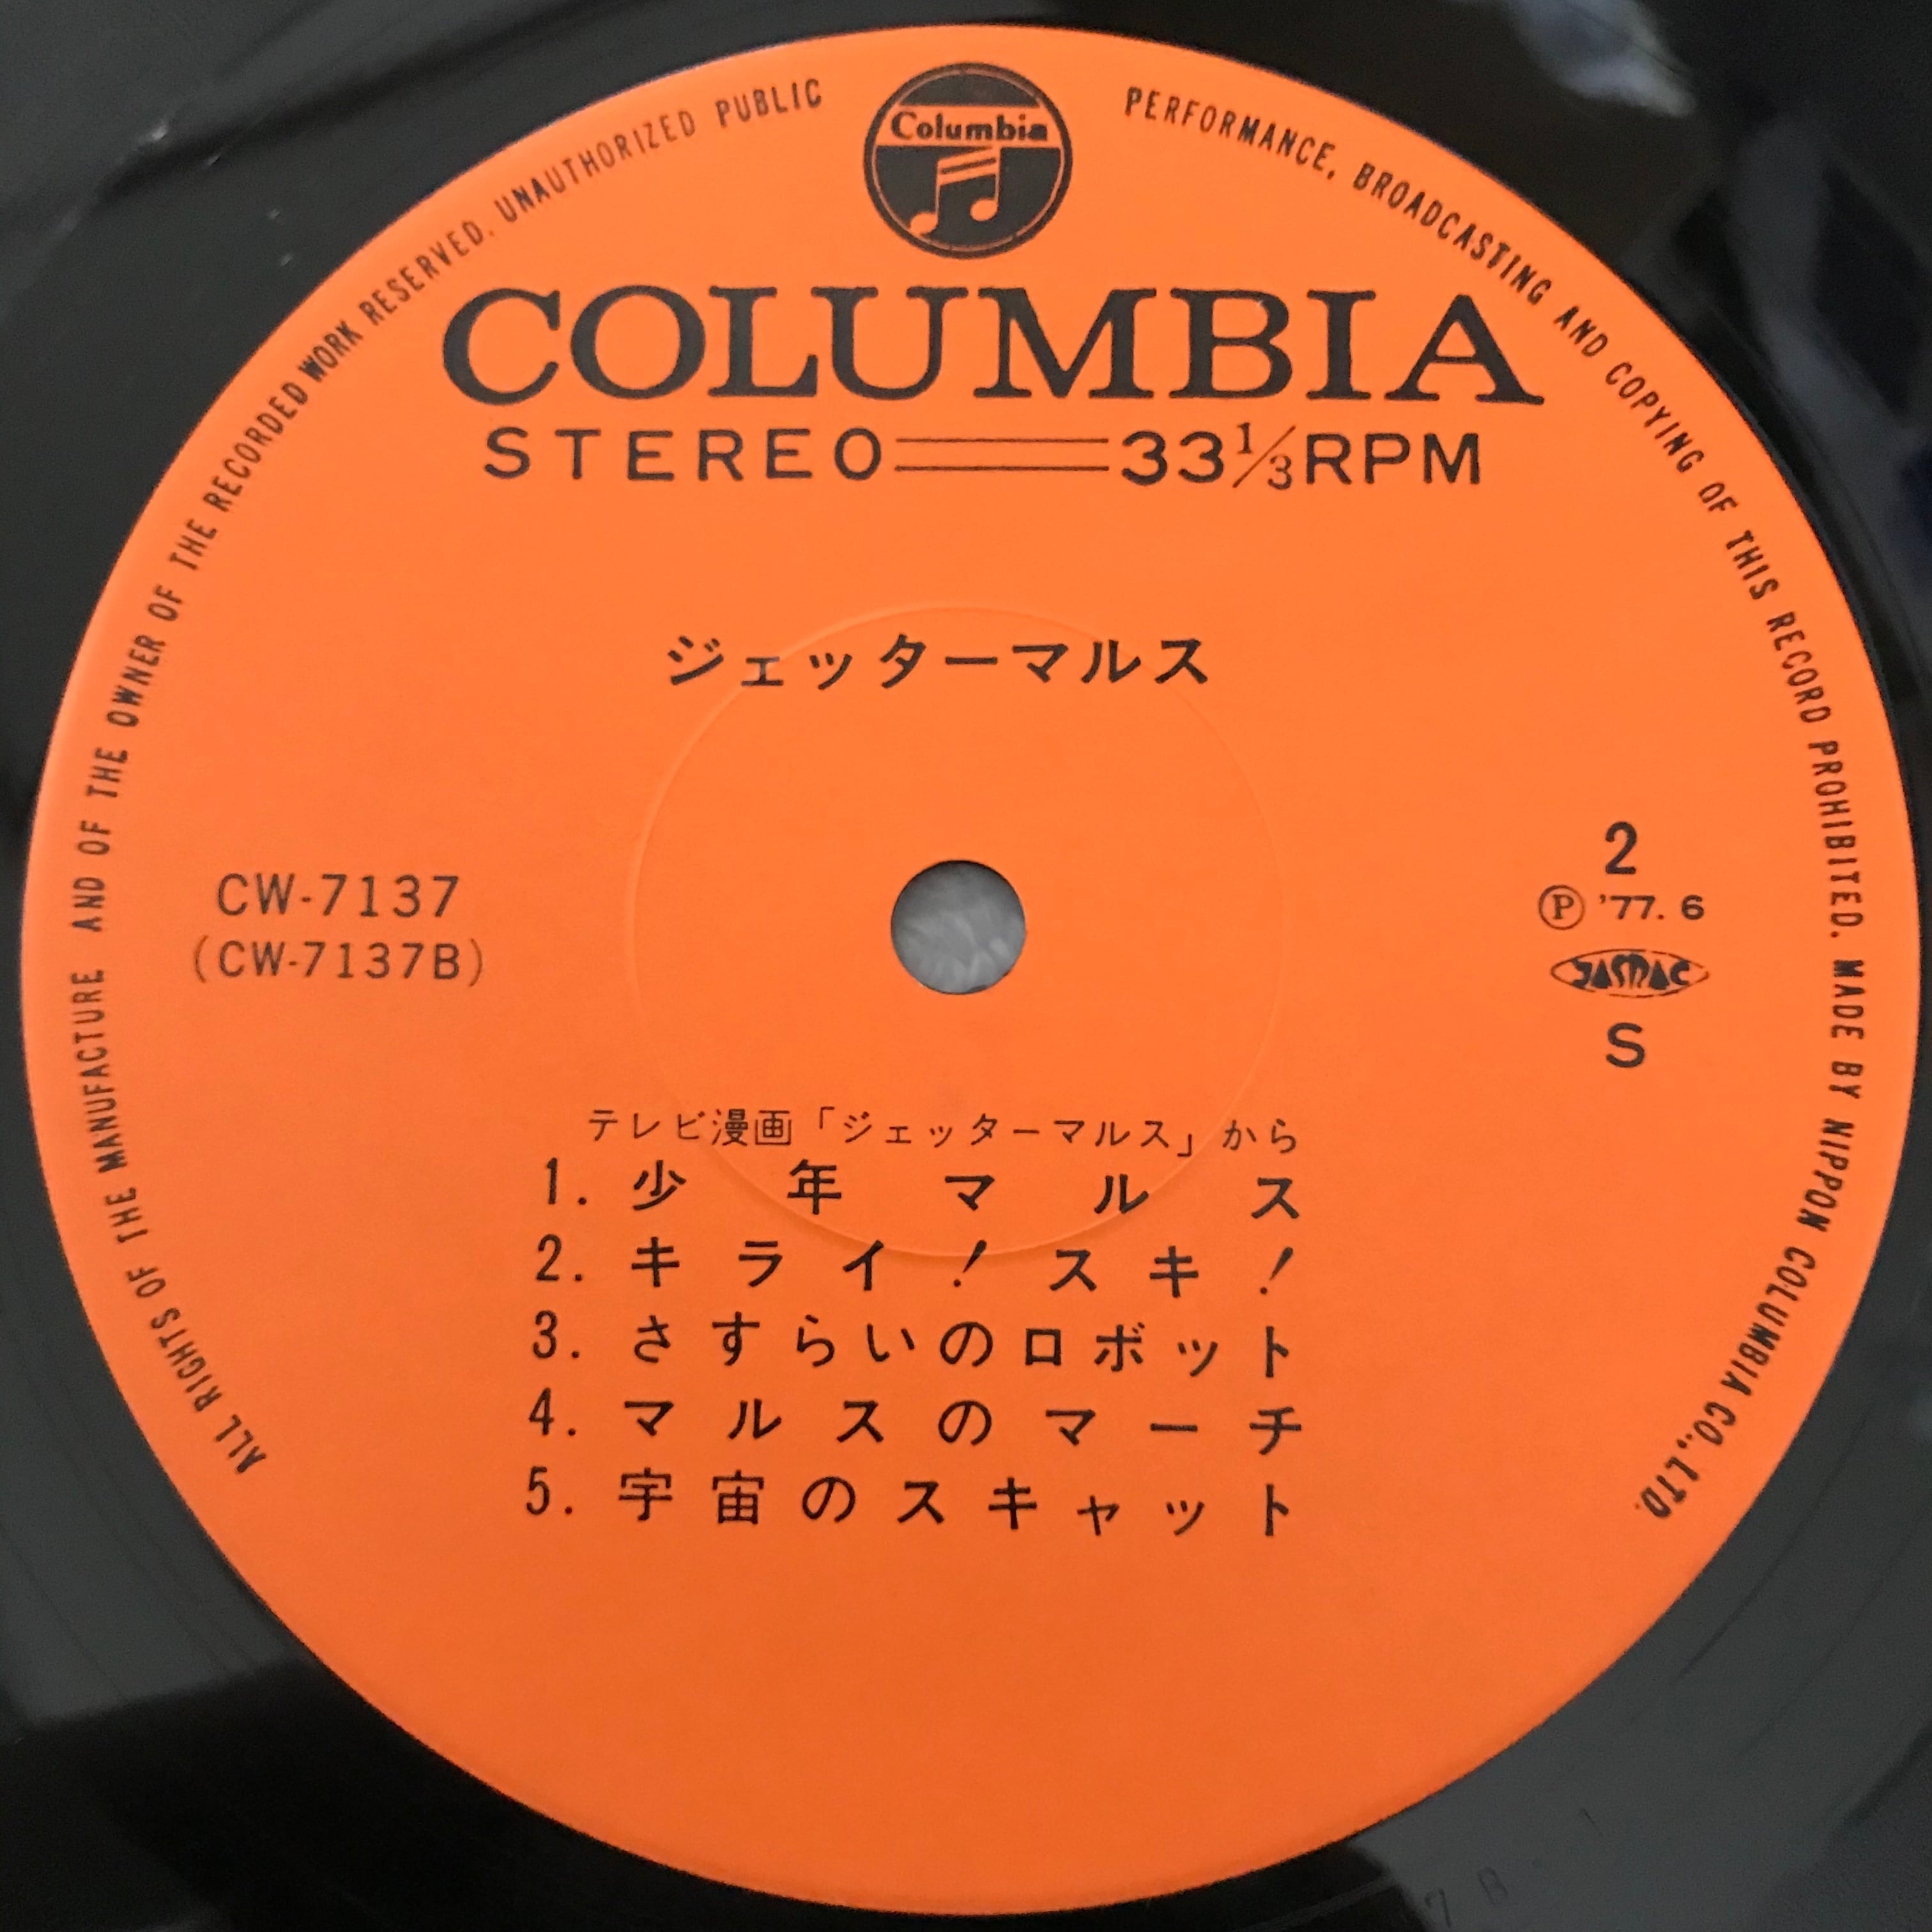 Columbia
COLUMBIA
STEREO 33⅓RPM
ジェッターマルス
CW-7137
(CW-7137B)
2
Ⓟ '77. 6
JASRAC
S
テレビ漫画「ジェッターマルス」から
1. 少年マルス
2. キライ!スキ!
3. さすらいのロボット
4. マルスのマーチ
5. 宇宙のスキャット
ALL RIGHTS OF THE MANUFACTURE AND OF THE OWNER OF THE RECORDED WORK RESERVED. UNAUTHORIZED PUBLIC PERFORMANCE, BROADCASTING AND COPYING OF THIS RECORD PROHIBITED. MADE BY NIPPON COLUMBIA CO., LTD.